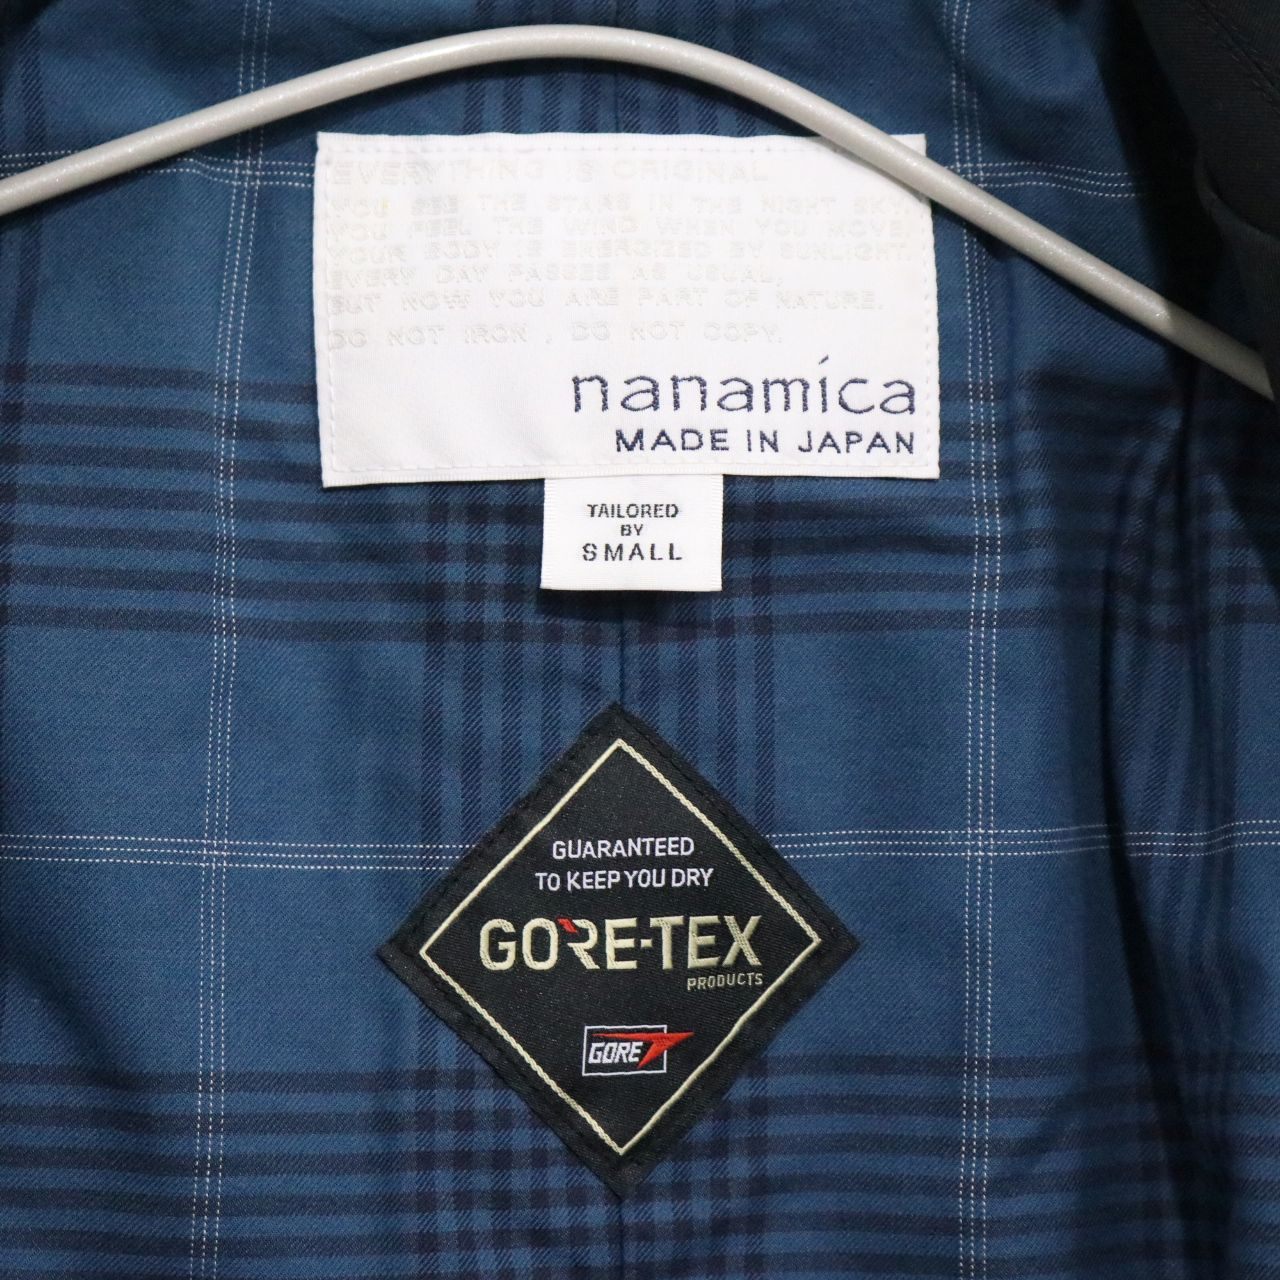 EVERYTHING IS ORIGINAL
YOU SEE THE STARS IN THE NIGHT SKY.
YOU FEEL THE WIND WHEN YOU MOVE.
YOUR BODY IS ENERGIZED BY SUNLIGHT.
EVERY DAY PASSES AS USUAL,
BUT NOW YOU ARE PART OF NATURE.
DO NOT IRON , DO NOT COPY.
nanamica
MADE IN JAPAN
TAILORED
BY
SMALL
GUARANTEED
TO KEEP YOU DRY
GORE-TEX
PRODUCTS
GORE